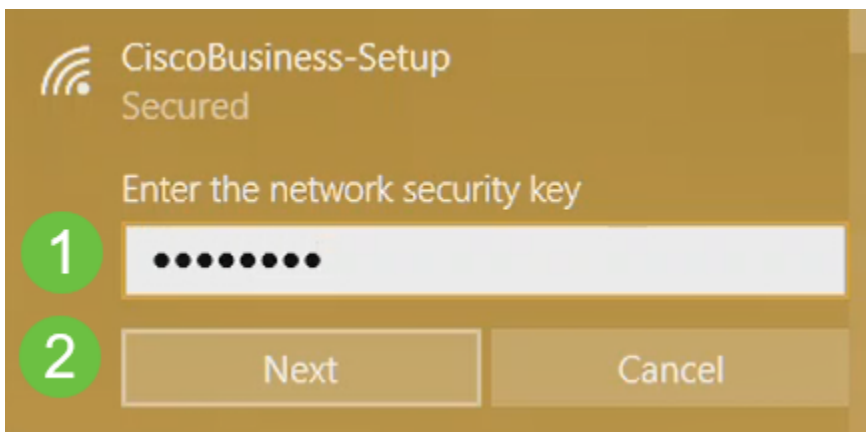 CiscoBusiness-Setup
Secured
Enter the network security key
1 ••••••••
2 Next Cancel